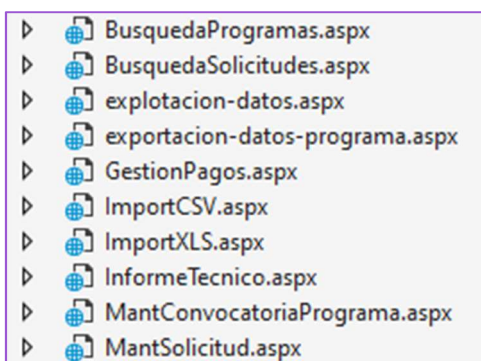 BusquedaProgramas.aspx
BusquedaSolicitudes.aspx
explotacion-datos.aspx
exportacion-datos-programa.aspx
GestionPagos.aspx
ImportCSV.aspx
ImportXLS.aspx
InformeTecnico.aspx
MantConvocatoriaPrograma.aspx
MantSolicitud.aspx